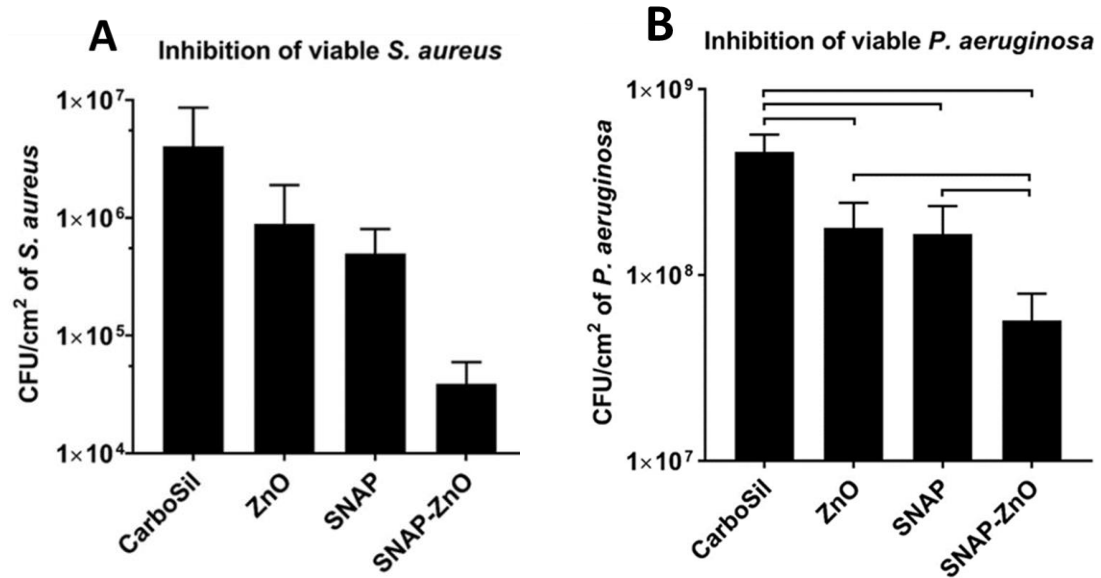 A
Inhibition of viable S. aureus
CFU/cm² of S. aureus
1×10⁷
1×10⁶
1×10⁵
1×10⁴
CarboSil
ZnO
SNAP
SNAP-ZnO
B
Inhibition of viable P. aeruginosa
CFU/cm² of P. aeruginosa
1×10⁹
1×10⁸
1×10⁷
CarboSil
ZnO
SNAP
SNAP-ZnO